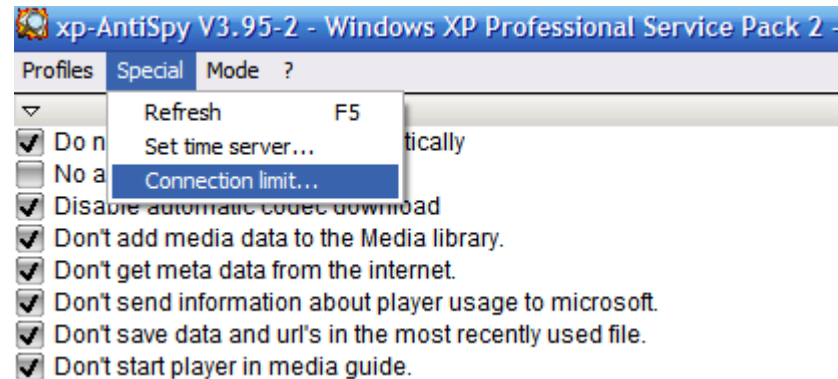 xp-AntiSpy V3.95-2 - Windows XP Professional Service Pack 2 -
Profiles Special Mode ?
Refresh F5
Do n tically
Set time server...
No a
Connection limit...
Disable automatic codec download
Don't add media data to the Media library.
Don't get meta data from the internet.
Don't send information about player usage to microsoft.
Don't save data and url's in the most recently used file.
Don't start player in media guide.